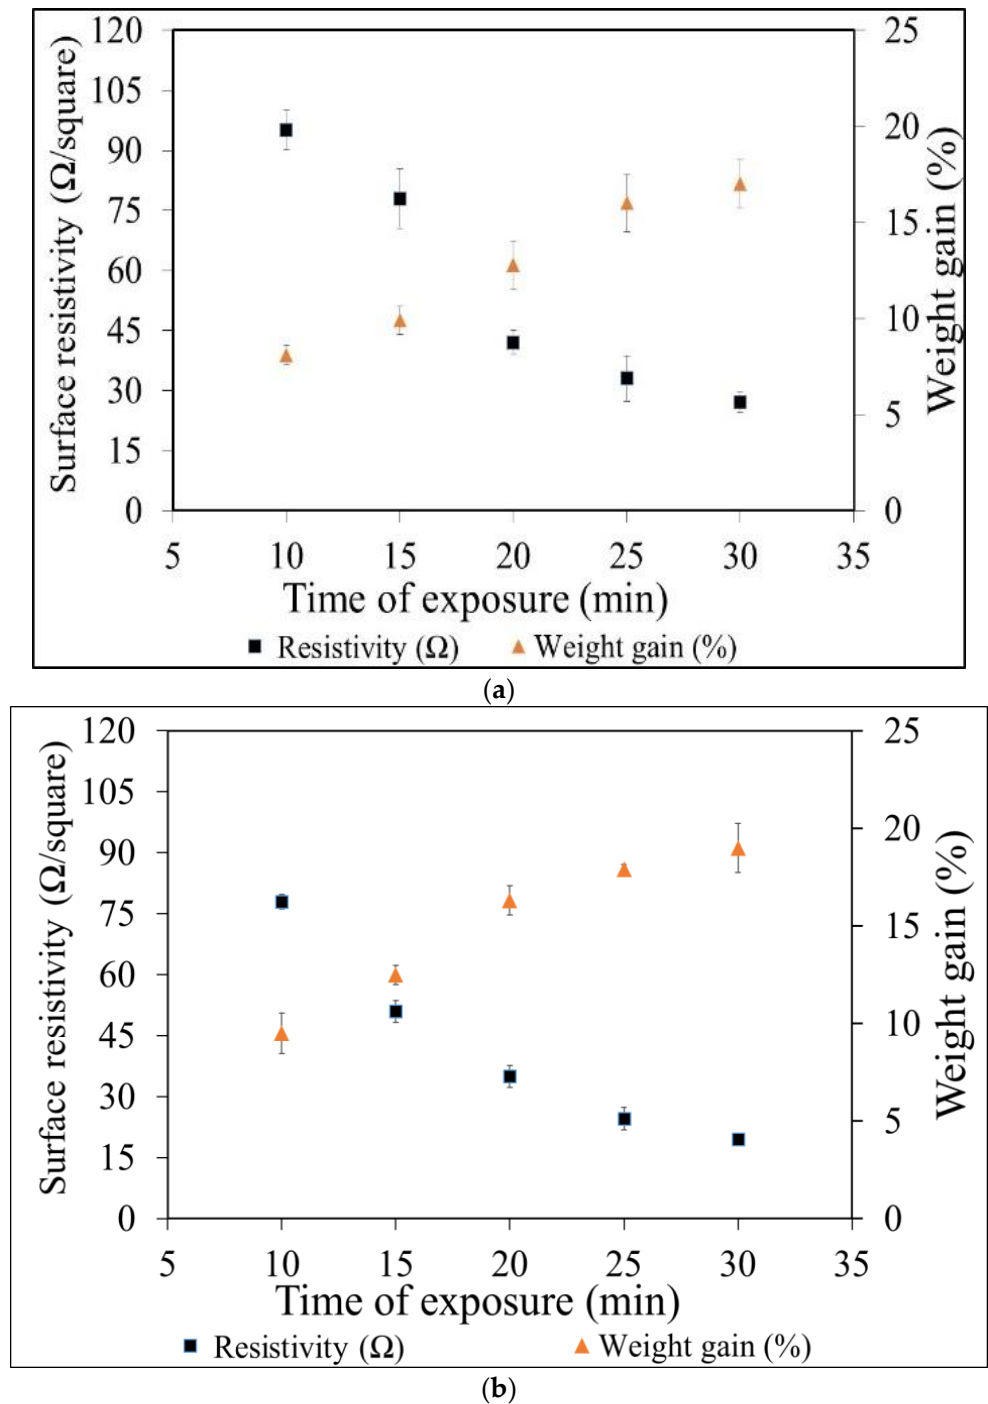 120
105
90
75
60
45
30
15
0
Surface resistivity (Ω/square)
25
20
15
10
5
0
Weight gain (%)
5 10 15 20 25 30 35
Time of exposure (min)
Resistivity (Ω) Weight gain (%)
(a)
120
105
90
75
60
45
30
15
0
Surface resistivity (Ω/square)
25
20
15
10
5
0
Weight gain (%)
5 10 15 20 25 30 35
Time of exposure (min)
Resistivity (Ω) Weight gain (%)
(b)